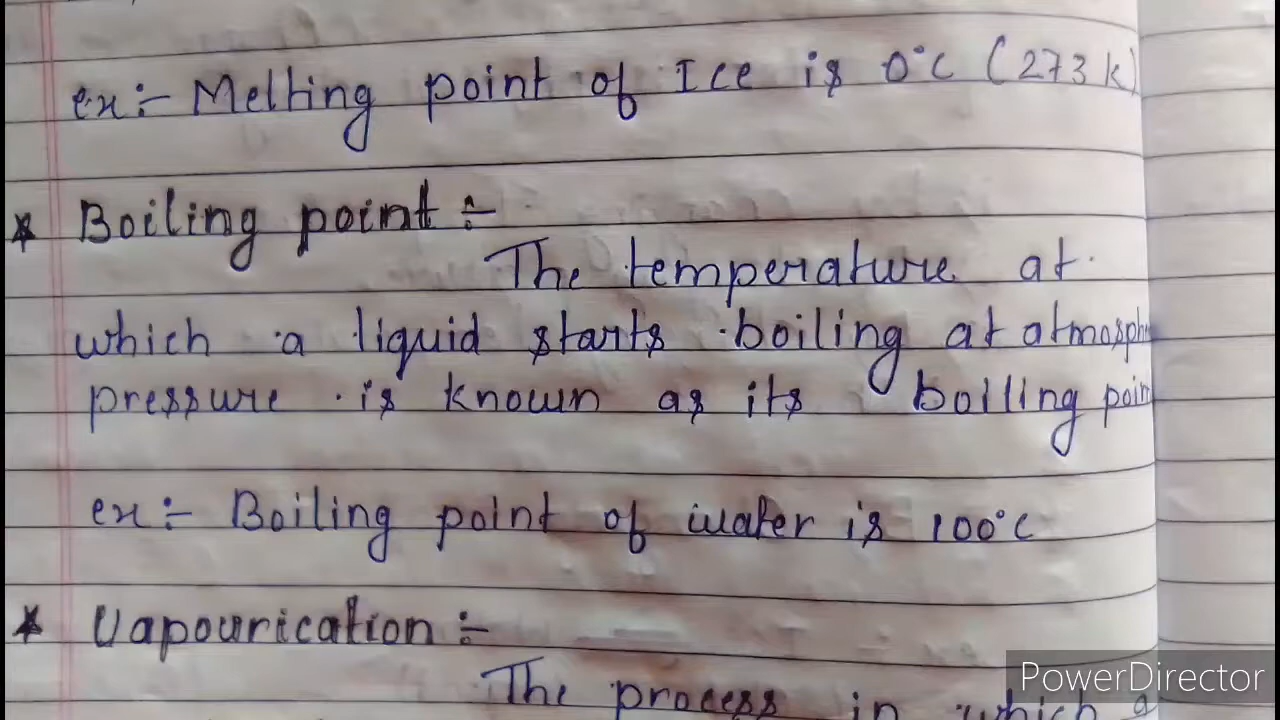 ex:- Melting point of Ice is 0°C (273 k)
* Boiling point :-
The temperature at
which a liquid starts boiling at atmosph
pressure is known as its boiling poin
ex:- Boiling point of water is 100°C
* Vapourication :-
The process in which a
PowerDirector